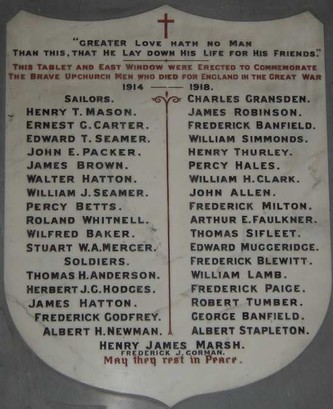 "Greater Love hath no Man
Than this, that He lay down His Life for His Friends."
This Tablet and East Window were Erected to Commemorate
The Brave Upchurch Men who died for England in the Great War
1914 — 1918.
Sailors.
Henry T. Mason.
Ernest G. Carter.
Edward T. Seamer.
John E. Packer.
James Brown.
Walter Hatton.
William J. Seamer.
Percy Betts.
Roland Whitnell.
Wilfred Baker.
Stuart W.A. Mercer.
Soldiers.
Thomas H. Anderson.
Herbert J.G. Hodges.
James Hatton.
Frederick Godfrey.
Albert H. Newman.
Charles Gransden.
James Robinson.
Frederick Banfield.
William Simmonds.
Henry Thurley.
Percy Hales.
William H. Clark.
John Allen.
Frederick Milton.
Arthur E. Faulkner.
Thomas Sifleet.
Edward Muggeridge.
Frederick Blewitt.
William Lamb.
Frederick Paige.
Robert Tumber.
George Banfield.
Albert Stapleton.
Henry James Marsh.
Frederick J. Gorman.
May they rest in Peace.